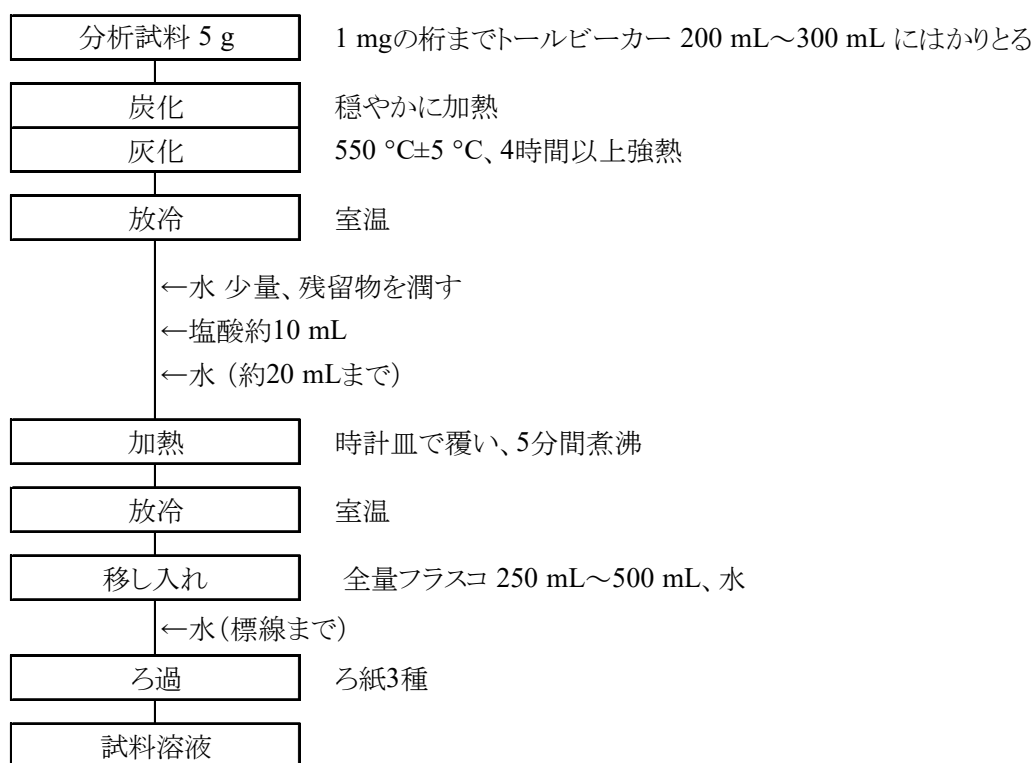 分析試料 5 g 1 mgの桁までトールビーカー 200 mL～300 mL にはかりとる
炭化 穏やかに加熱
灰化 550 °C±5 °C、4時間以上強熱
放冷 室温
←水 少量、残留物を潤す
←塩酸約10 mL
←水 （約20 mLまで）
加熱 時計皿で覆い、5分間煮沸
放冷 室温
移し入れ 全量フラスコ 250 mL～500 mL、水
←水（標線まで）
ろ過 ろ紙3種
試料溶液